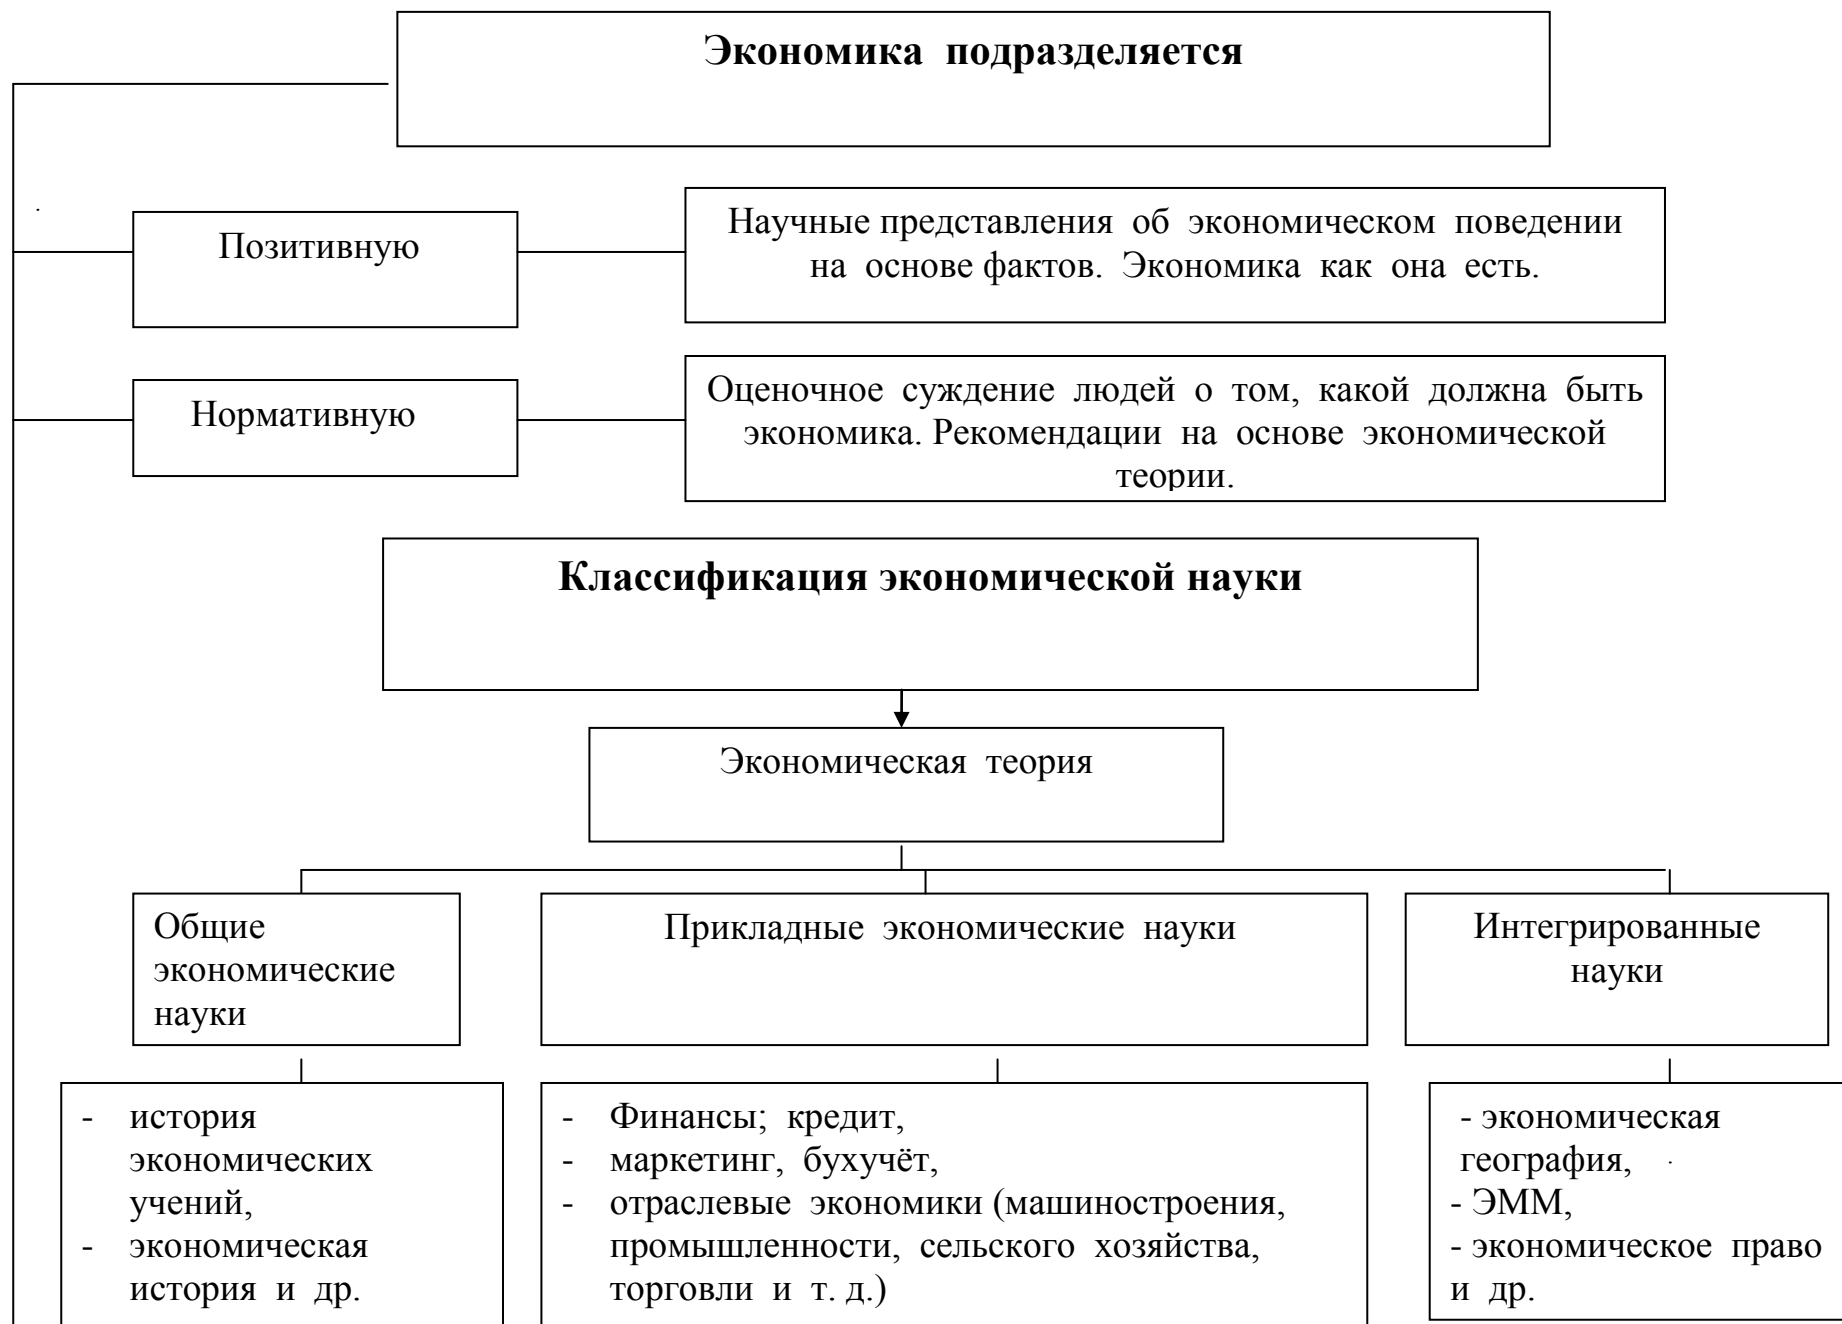 Экономика подразделяется
Позитивную
Научные представления об экономическом поведении
на основе фактов. Экономика как она есть.
Нормативную
Оценочное суждение людей о том, какой должна быть
экономика. Рекомендации на основе экономической
теории.
Классификация экономической науки
Экономическая теория
Общие
экономические
науки
Прикладные экономические науки
Интегрированные
науки
- история
экономических
учений,
- экономическая
история и др.
- Финансы; кредит,
- маркетинг, бухучёт,
- отраслевые экономики (машиностроения,
промышленности, сельского хозяйства,
торговли и т. д.)
- экономическая
география,
- ЭММ,
- экономическое право
и др.